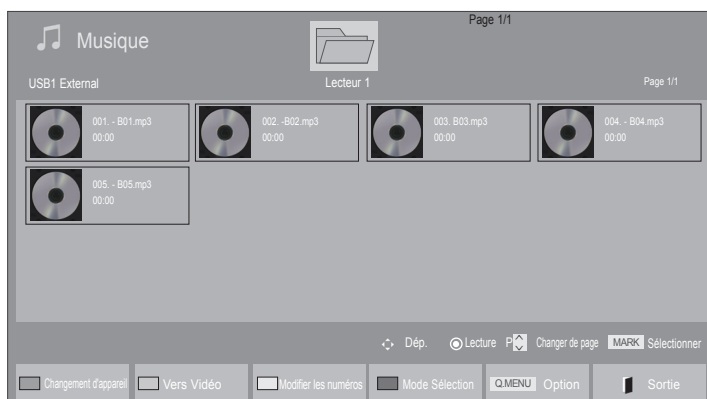 Page 1/1
Musique
USB1 External
Lecteur 1
Page 1/1
001. - B01.mp3
00:00
002. -B02.mp3
00:00
003. B03.mp3
00:00
004. - B04.mp3
00:00
005. - B05.mp3
00:00
Dép. Lecture P Changer de page MARK Sélectionner
Changement d'appareil Vers Vidéo Modifier les numéros Mode Sélection Q.MENU Option Sortie